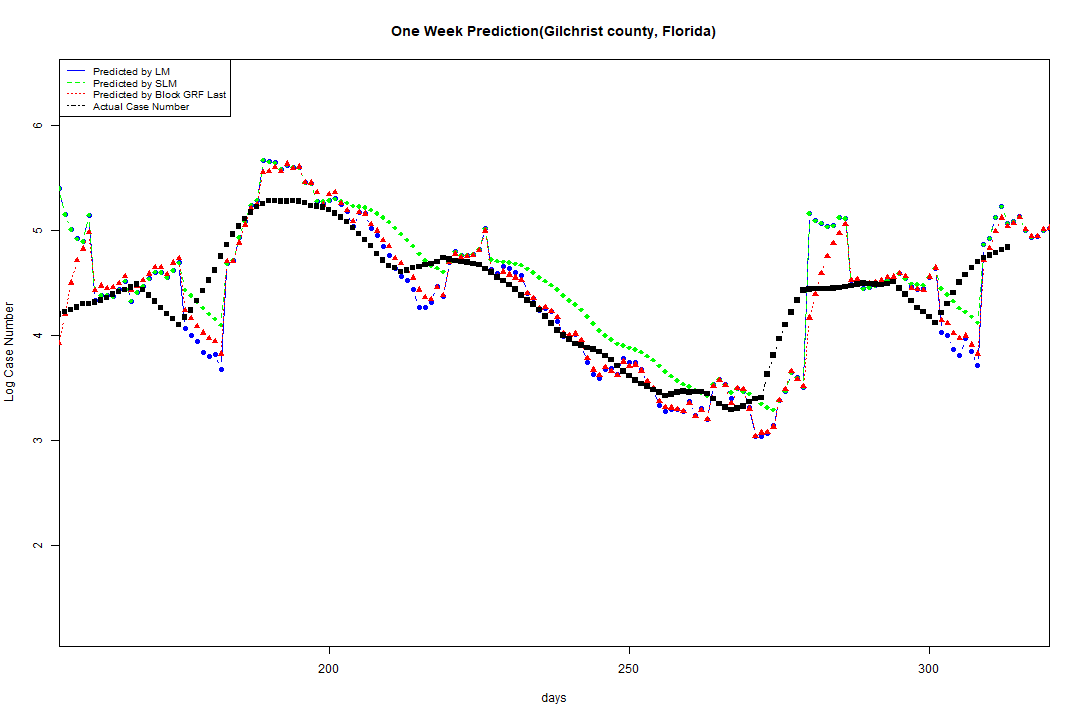 One Week Prediction(Gilchrist county, Florida)
Predicted by LM
Predicted by SLM
Predicted by Block GRF Last
Actual Case Number
Log Case Number
6
5
4
3
2
200 250 300
days